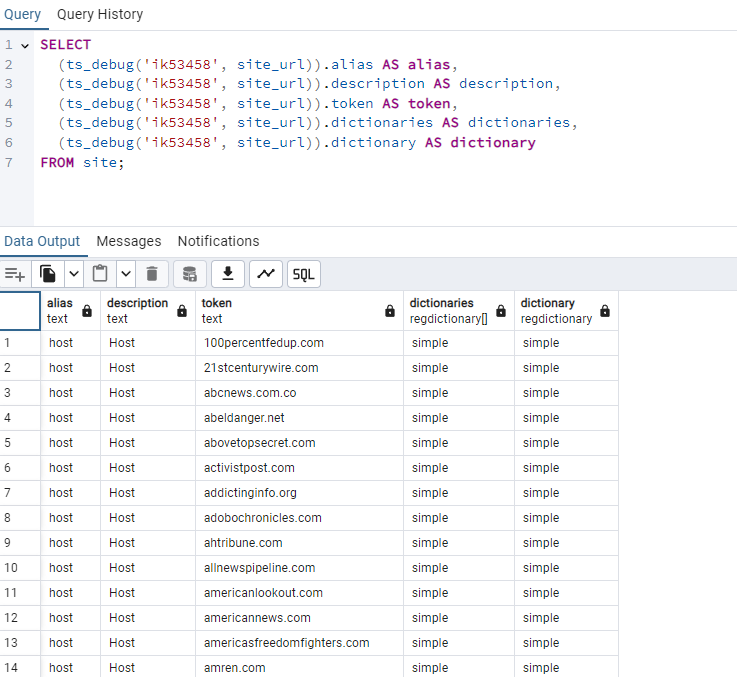 Query Query History
1 SELECT
2 (ts_debug('ik53458', site_url)).alias AS alias,
3 (ts_debug('ik53458', site_url)).description AS description,
4 (ts_debug('ik53458', site_url)).token AS token,
5 (ts_debug('ik53458', site_url)).dictionaries AS dictionaries,
6 (ts_debug('ik53458', site_url)).dictionary AS dictionary
7 FROM site;
Data Output Messages Notifications
SQL
alias description token dictionaries dictionary
text text text regdictionary[] regdictionary
1 host Host 100percentfedup.com simple simple
2 host Host 21stcenturywire.com simple simple
3 host Host abcnews.com.co simple simple
4 host Host abeldanger.net simple simple
5 host Host abovetopsecret.com simple simple
6 host Host activistpost.com simple simple
7 host Host addictinginfo.org simple simple
8 host Host adobochronicles.com simple simple
9 host Host ahtribune.com simple simple
10 host Host allnewspipeline.com simple simple
11 host Host americanlookout.com simple simple
12 host Host americannews.com simple simple
13 host Host americasfreedomfighters.com simple simple
14 host Host amren.com simple simple